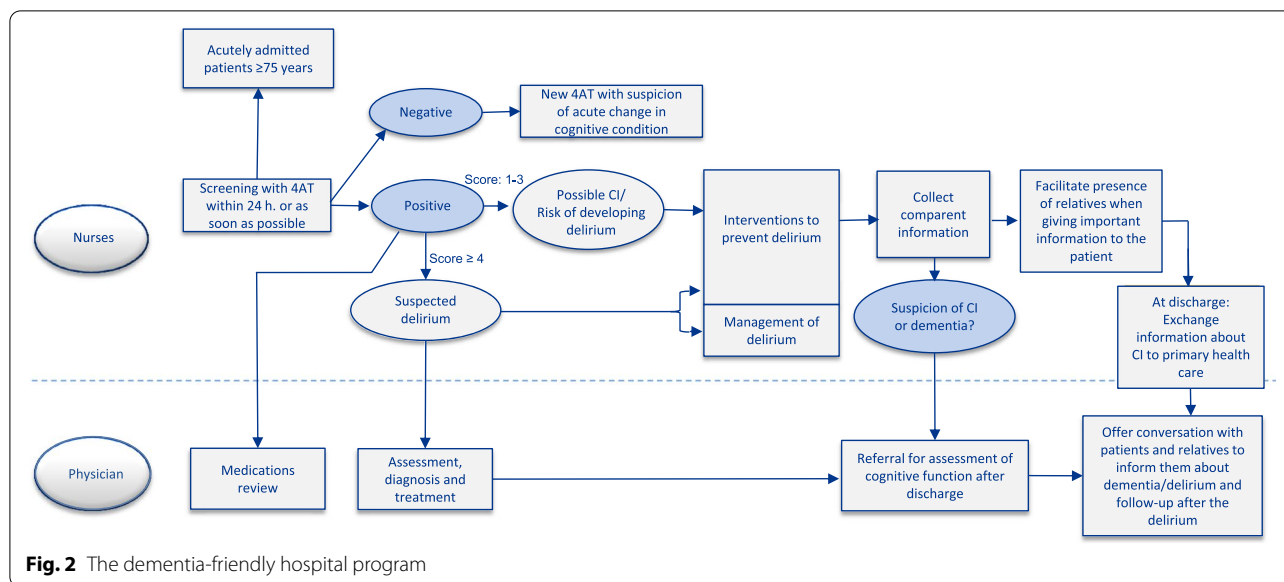 Acutely admitted
patients ≥75 years
Negative
New 4AT with suspicion
of acute change in
cognitive condition
Screening with 4AT
within 24 h. or as
soon as possible
Positive
Score: 1-3
Possible CI/
Risk of developing
delirium
Interventions to
prevent delirium
Collect
comparent
information
Facilitate presence
of relatives when
giving important
information to the
patient
Nurses
Score ≥ 4
Suspected
delirium
Management of
delirium
Suspicion of CI
or dementia?
At discharge:
Exchange
information about
CI to primary health
care
Physician
Medications
review
Assessment,
diagnosis and
treatment
Referral for assessment of
cognitive function after
discharge
Offer conversation with
patients and relatives to
inform them about
dementia/delirium and
follow-up after the
delirium
Fig. 2 The dementia-friendly hospital program